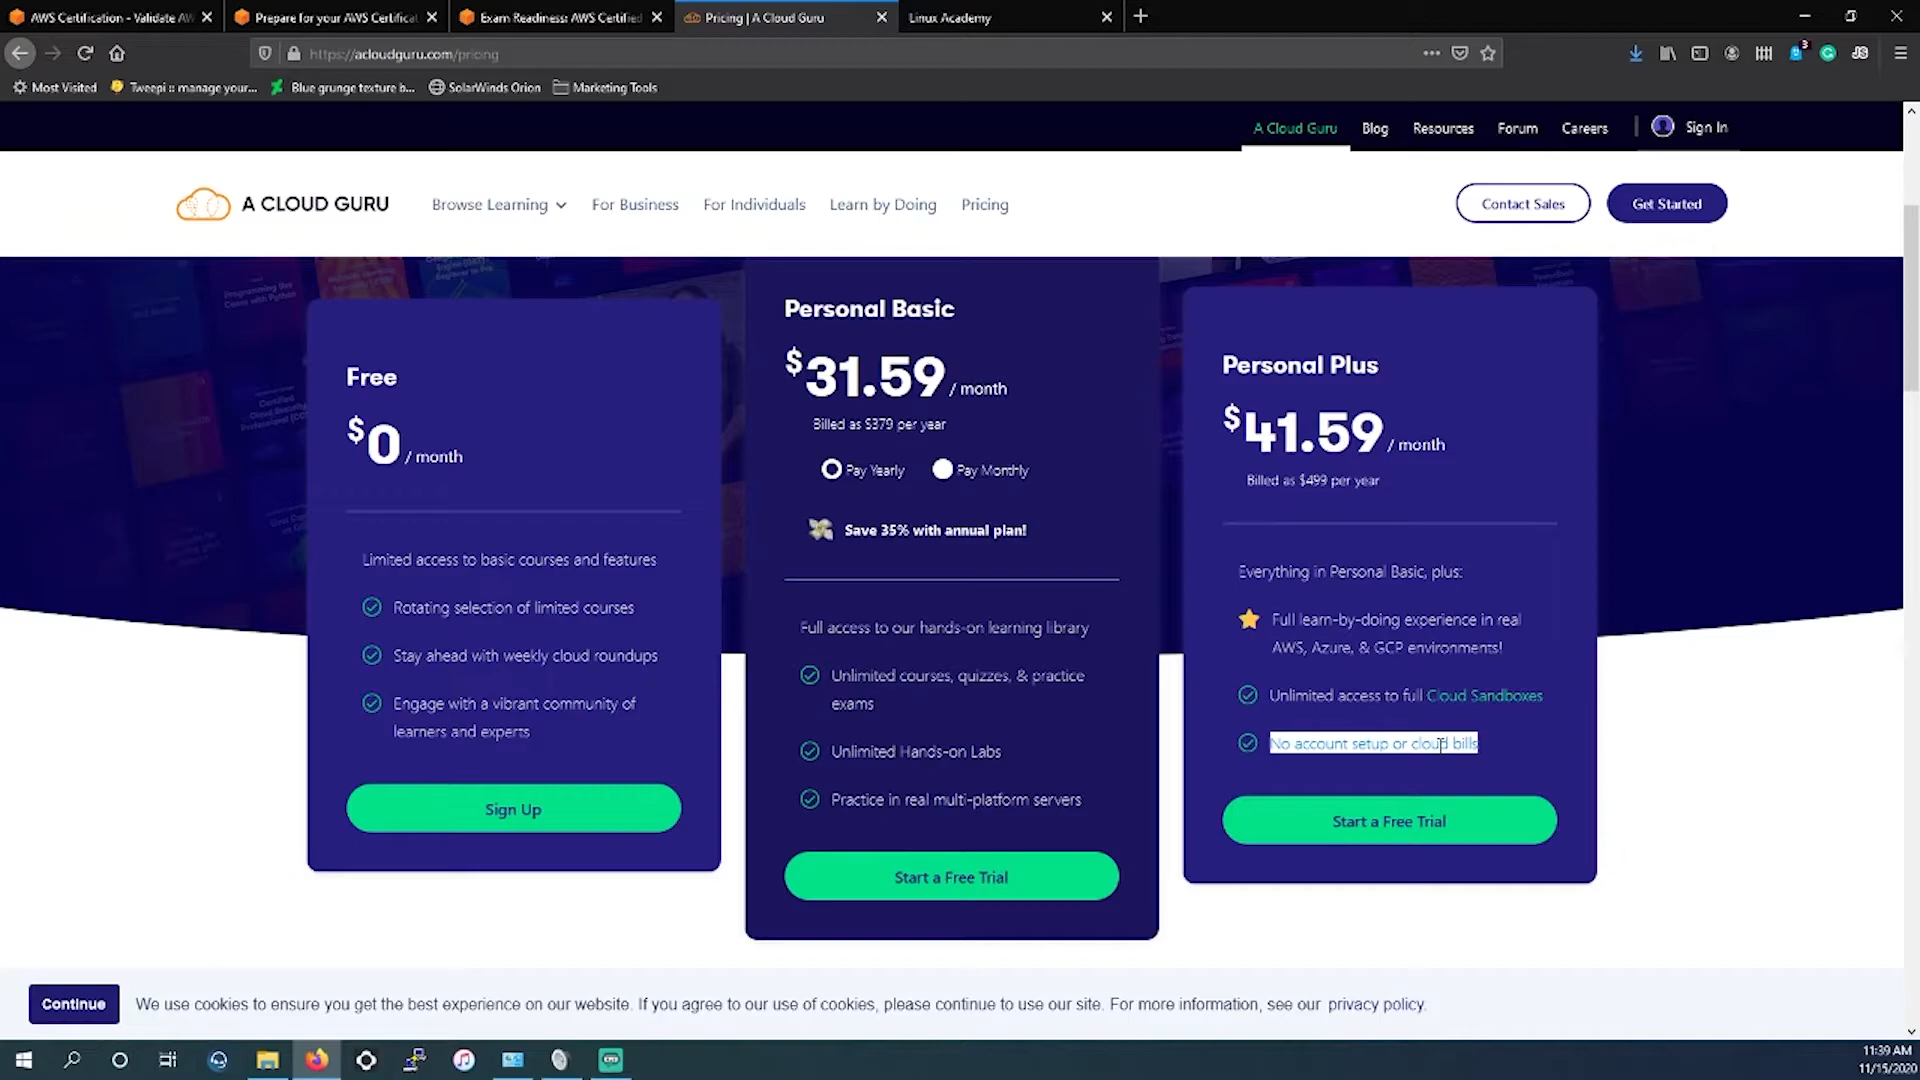 AWS Certification - Validate AW
Prepare for your AWS Certificat
Exam Readiness: AWS Certified
Pricing | A Cloud Guru
Linux Academy
https://acloudguru.com/pricing
3
Most Visited
Tweepi :: manage your...
Blue grunge texture b...
SolarWinds Orion
Marketing Tools
A Cloud Guru
Blog
Resources
Forum
Careers
Sign In
A CLOUD GURU
Browse Learning
For Business
For Individuals
Learn by Doing
Pricing
Contact Sales
Get Started
Free
$0 / month
Limited access to basic courses and features
Rotating selection of limited courses
Stay ahead with weekly cloud roundups
Engage with a vibrant community of
learners and experts
Sign Up
Personal Basic
$31.59 / month
Billed as $379 per year
Pay Yearly
Pay Monthly
Save 35% with annual plan!
Full access to our hands-on learning library
Unlimited courses, quizzes, & practice
exams
Unlimited Hands-on Labs
Practice in real multi-platform servers
Start a Free Trial
Personal Plus
$41.59 / month
Billed as $499 per year
Everything in Personal Basic, plus:
Full learn-by-doing experience in real
AWS, Azure, & GCP environments!
Unlimited access to full Cloud Sandboxes
No account setup or cloud bills
Start a Free Trial
Continue
We use cookies to ensure you get the best experience on our website. If you agree to our use of cookies, please continue to use our site. For more information, see our privacy policy.
11:39 AM
11/15/2020